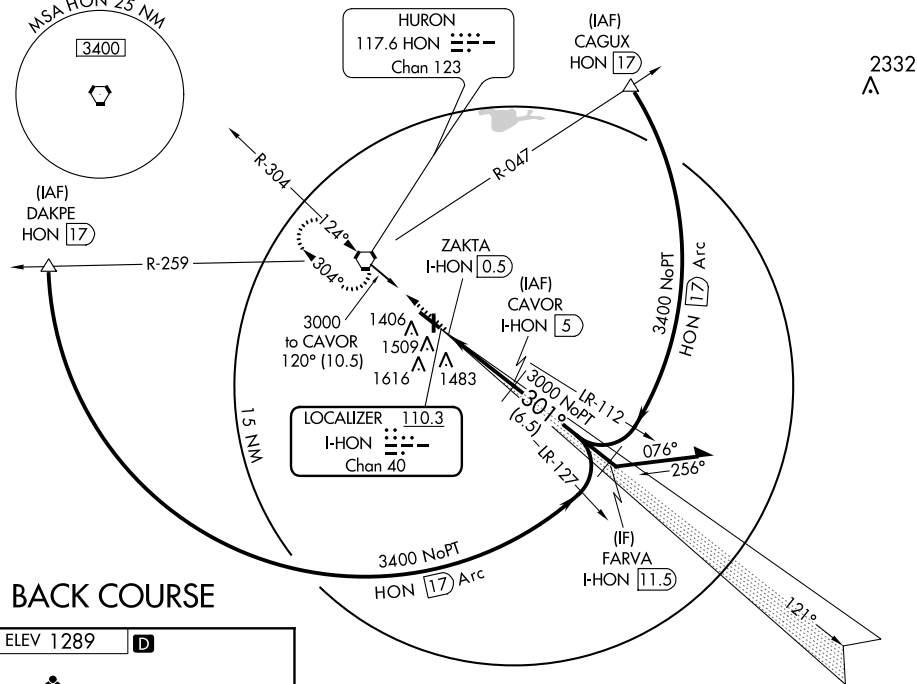 MSA HON 25 NM
3400
HURON
117.6 HON
Chan 123
(IAF)
CAGUX
HON 17
2332
R-304
R-047
(IAF)
DAKPE
HON 17
R-259
124°
304°
ZAKTA
I-HON 0.5
(IAF)
CAVOR
I-HON 5
3400 NoPT
HON 17 Arc
3000
to CAVOR
120° (10.5)
1406
1509
1616
1483
3000 NoPT
301°
(6.5)
LR-112
LR-127
076°
256°
LOCALIZER 110.3
I-HON
Chan 40
15 NM
(IF)
FARVA
I-HON 11.5
3400 NoPT
HON 17 Arc
121°
BACK COURSE
ELEV 1289 D